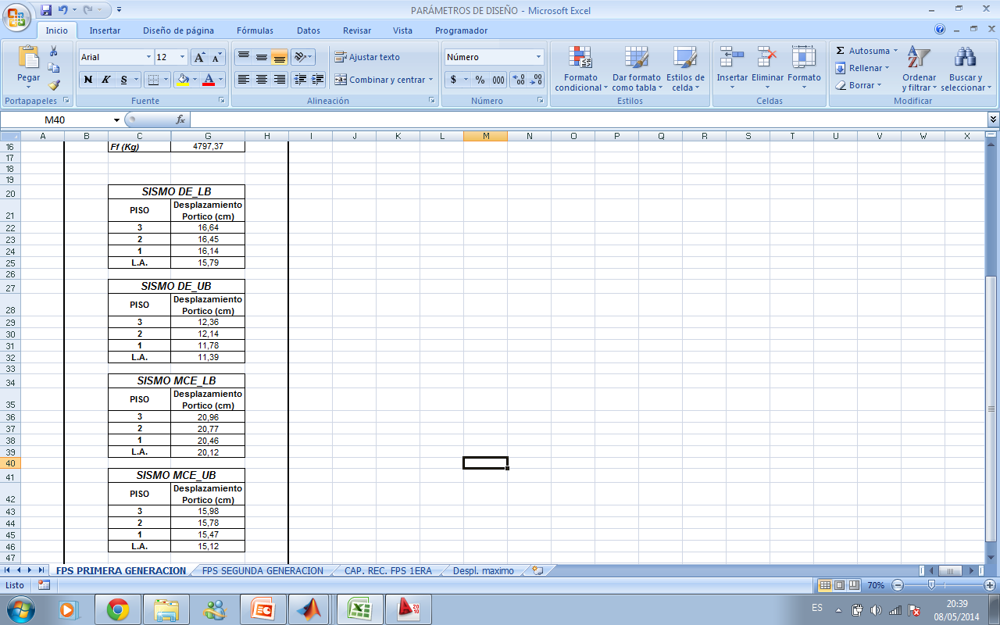 PARÁMETROS DE DISEÑO - Microsoft Excel
Inicio Insertar Diseño de página Fórmulas Datos Revisar Vista Programador
Pegar
Portapapeles
Arial 12
N K S
Fuente
Ajustar texto
Combinar y centrar
Alineación
Número
$ % 000
Número
Formato condicional
Dar formato como tabla
Estilos de celda
Estilos
Insertar Eliminar Formato
Celdas
Autosuma
Rellenar
Borrar
Ordenar y filtrar
Buscar y seleccionar
Modificar
M40 fx
A B C G H I J K L M N O P Q R S T U V W X
16 Ff (Kg) 4797,37
17
18
19
20 SISMO DE_LB
21 PISO Desplazamiento Portico (cm)
22 3 16,64
23 2 16,45
24 1 16,14
25 L.A. 15,79
26
27 SISMO DE_UB
28 PISO Desplazamiento Portico (cm)
29 3 12,36
30 2 12,14
31 1 11,78
32 L.A. 11,39
33
34 SISMO MCE_LB
35 PISO Desplazamiento Portico (cm)
36 3 20,96
37 2 20,77
38 1 20,46
39 L.A. 20,12
40
41 SISMO MCE_UB
42 PISO Desplazamiento Portico (cm)
43 3 15,98
44 2 15,78
45 1 15,47
46 L.A. 15,12
47
FPS PRIMERA GENERACION FPS SEGUNDA GENERACION CAP. REC. FPS 1ERA Despl. maximo
Listo 70%
ES 20:39
08/05/2014